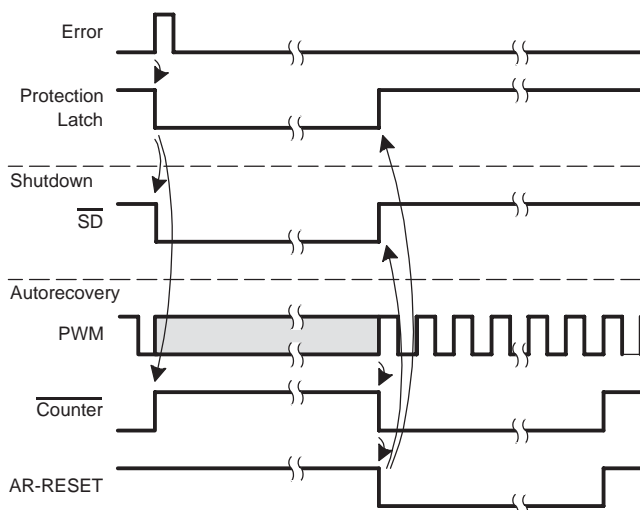 Error
Protection
Latch
Shutdown
SD
Autorecovery
PWM
Counter
AR-RESET